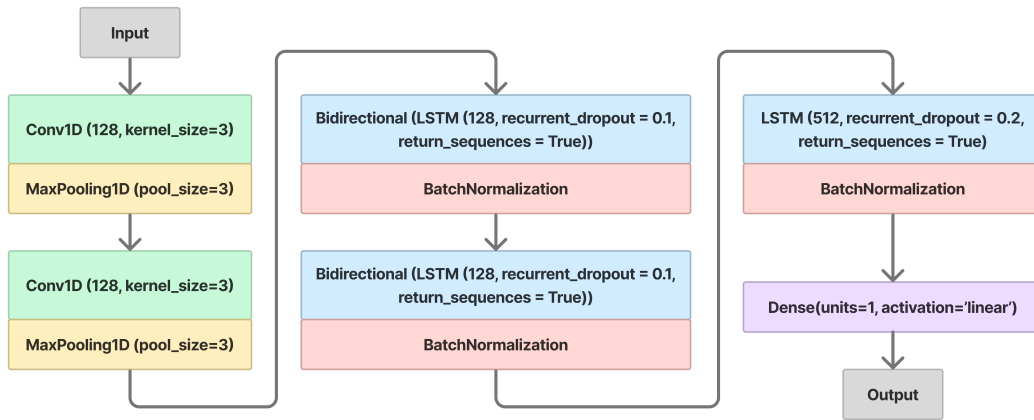 Input
Conv1D (128, kernel_size=3)
MaxPooling1D (pool_size=3)
Conv1D (128, kernel_size=3)
MaxPooling1D (pool_size=3)
Bidirectional (LSTM (128, recurrent_dropout = 0.1,
return_sequences = True))
BatchNormalization
Bidirectional (LSTM (128, recurrent_dropout = 0.1,
return_sequences = True))
BatchNormalization
LSTM (512, recurrent_dropout = 0.2,
return_sequences = True)
BatchNormalization
Dense(units=1, activation=’linear’)
Output